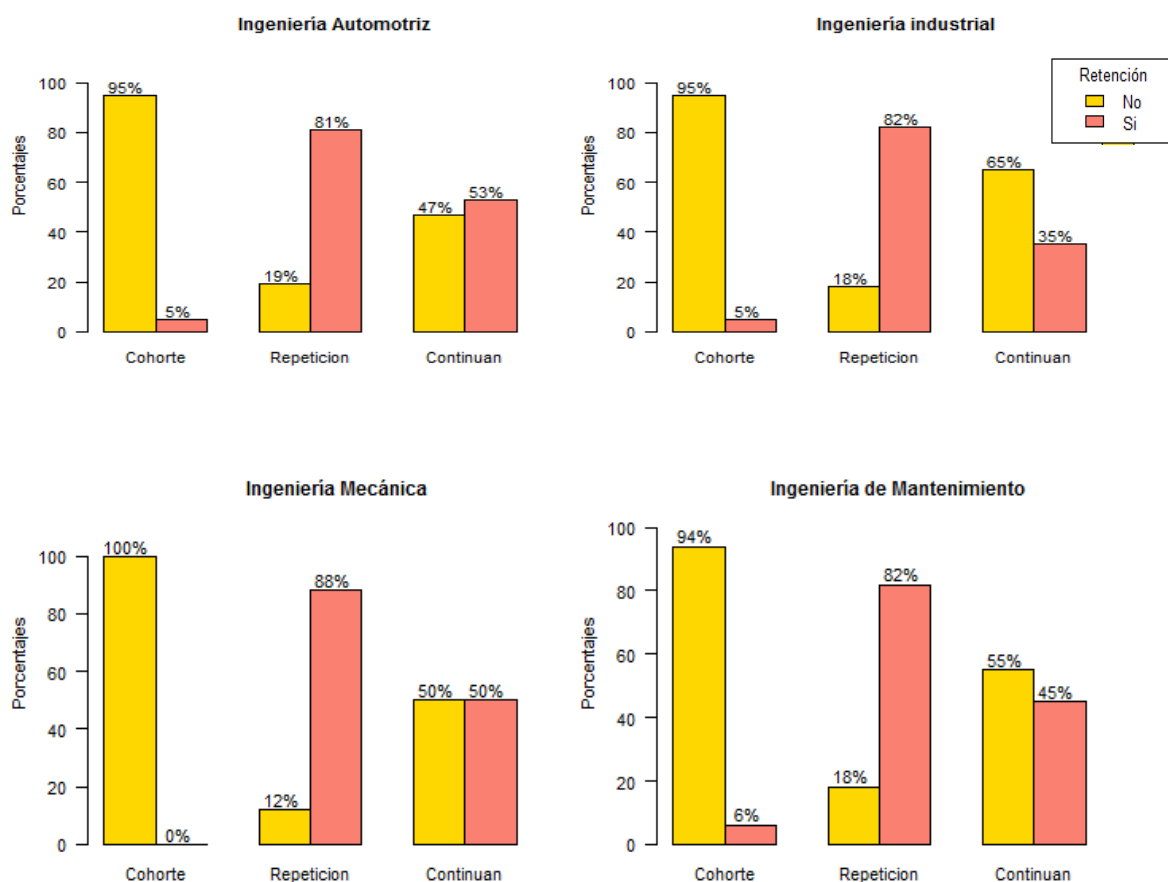 Ingeniería Automotriz
Porcentajes
100
80
60
40
20
0
95%
5%
19%
81%
47%
53%
Cohorte
Repeticion
Continuan
Ingeniería industrial
Retención
No
Si
Porcentajes
100
80
60
40
20
0
95%
5%
18%
82%
65%
35%
Cohorte
Repeticion
Continuan
Ingeniería Mecánica
Porcentajes
100
80
60
40
20
0
100%
0%
12%
88%
50%
50%
Cohorte
Repeticion
Continuan
Ingeniería de Mantenimiento
Porcentajes
100
80
60
40
20
0
94%
6%
18%
82%
55%
45%
Cohorte
Repeticion
Continuan